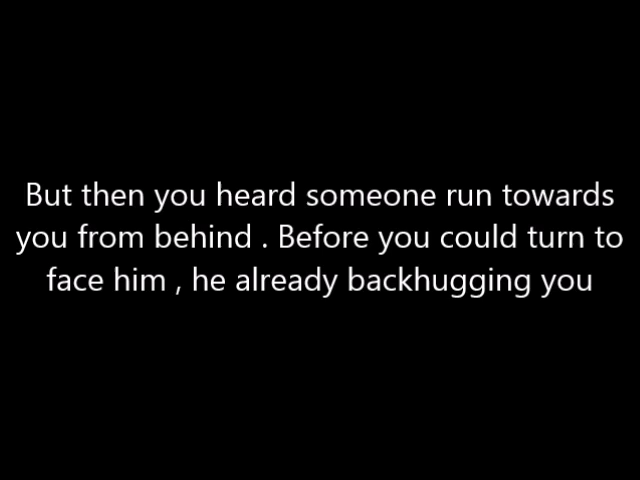 But then you heard someone run towards
you from behind . Before you could turn to
face him , he already backhugging you